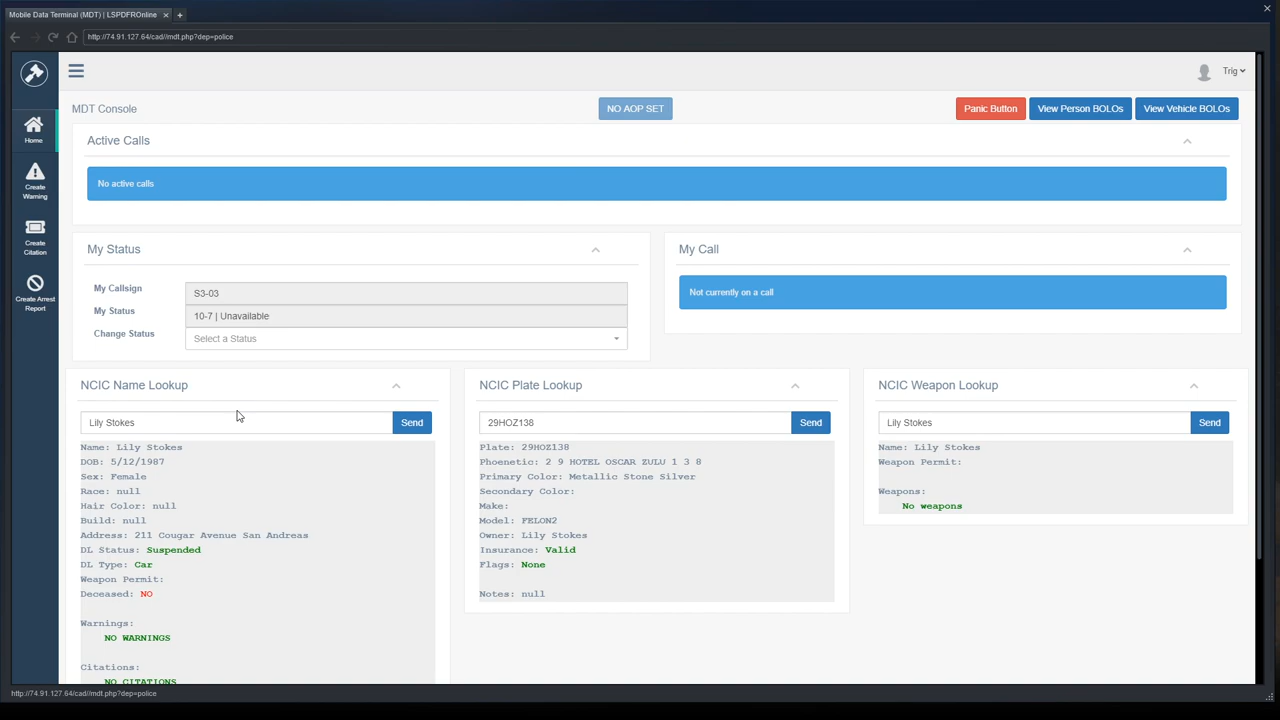 Mobile Data Terminal (MDT) | LSPDFROnline
http://74.91.127.64/cad//mdt.php?dep=police
Trig
MDT Console
NO AOP SET
Panic Button
View Person BOLOs
View Vehicle BOLOs
Home
Create
Warning
Create
Citation
Create Arrest
Report
Active Calls
No active calls
My Status
My Callsign
S3-03
My Status
10-7 | Unavailable
Change Status
Select a Status
My Call
Not currently on a call
NCIC Name Lookup
Lily Stokes
Send
Name: Lily Stokes
DOB: 5/12/1987
Sex: Female
Race: null
Hair Color: null
Build: null
Address: 211 Cougar Avenue San Andreas
DL Status: Suspended
DL Type: Car
Weapon Permit:
Deceased: NO
Warnings:
NO WARNINGS
Citations:
NO CITATIONS
NCIC Plate Lookup
29HOZ138
Send
Plate: 29HOZ138
Phoenetic: 2 9 HOTEL OSCAR ZULU 1 3 8
Primary Color: Metallic Stone Silver
Secondary Color:
Make:
Model: FELON2
Owner: Lily Stokes
Insurance: Valid
Flags: None
Notes: null
NCIC Weapon Lookup
Lily Stokes
Send
Name: Lily Stokes
Weapon Permit:
Weapons:
No weapons
http://74.91.127.64/cad//mdt.php?dep=police